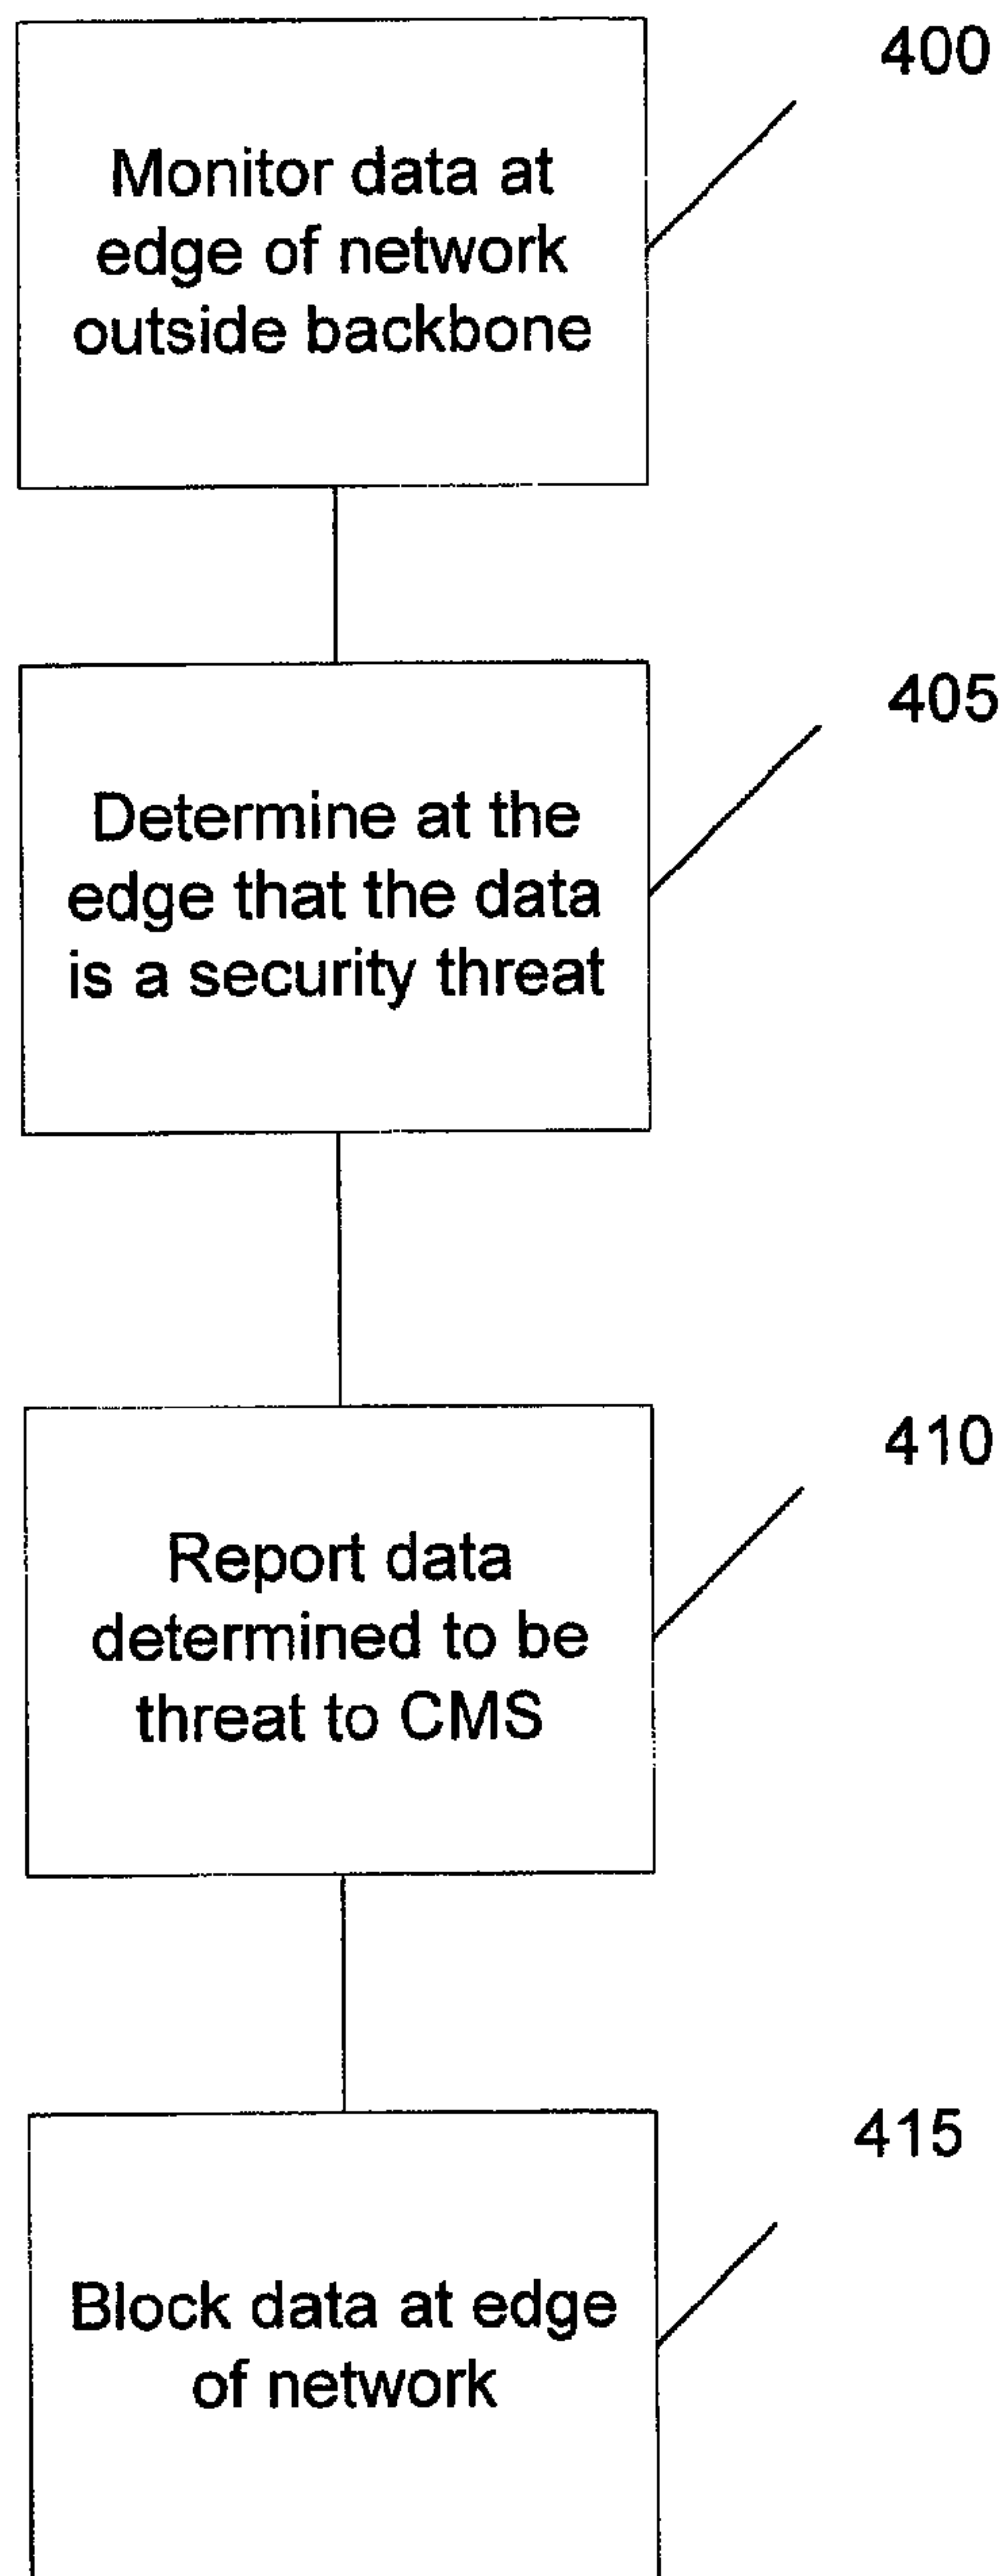 400
Monitor data at
edge of network
outside backbone
405
Determine at the
edge that the data
is a security threat
410
Report data
determined to be
threat to CMS
415
Block data at edge
of network